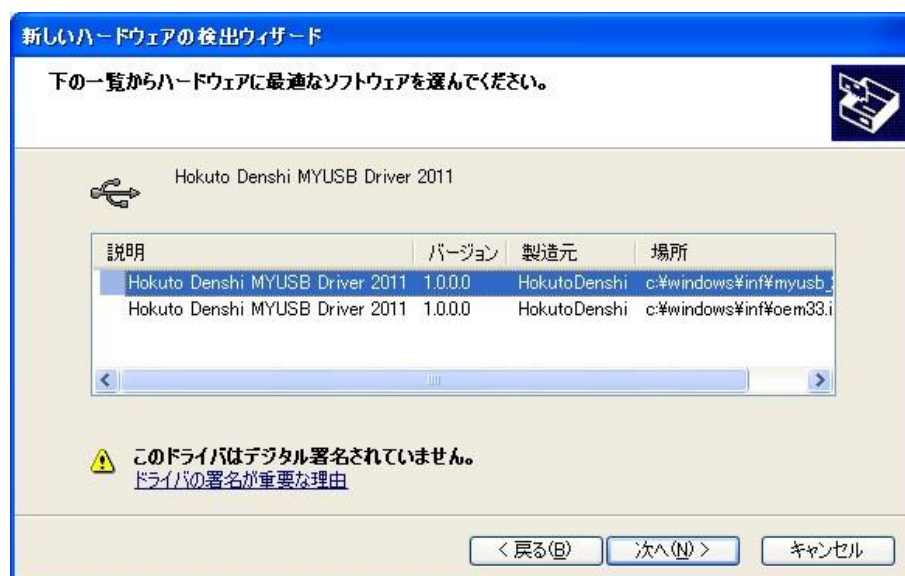 新しいハードウェアの検出ウィザード
下の一覧からハードウェアに最適なソフトウェアを選んでください。
Hokuto Denshi MYUSB Driver 2011
説明 バージョン 製造元 場所
Hokuto Denshi MYUSB Driver 2011 1.0.0.0 HokutoDenshi c:¥windows¥inf¥myusb_
Hokuto Denshi MYUSB Driver 2011 1.0.0.0 HokutoDenshi c:¥windows¥inf¥oem33.i
このドライバはデジタル署名されていません。
ドライバの署名が重要な理由
< 戻る(B) 次へ(N) > キャンセル